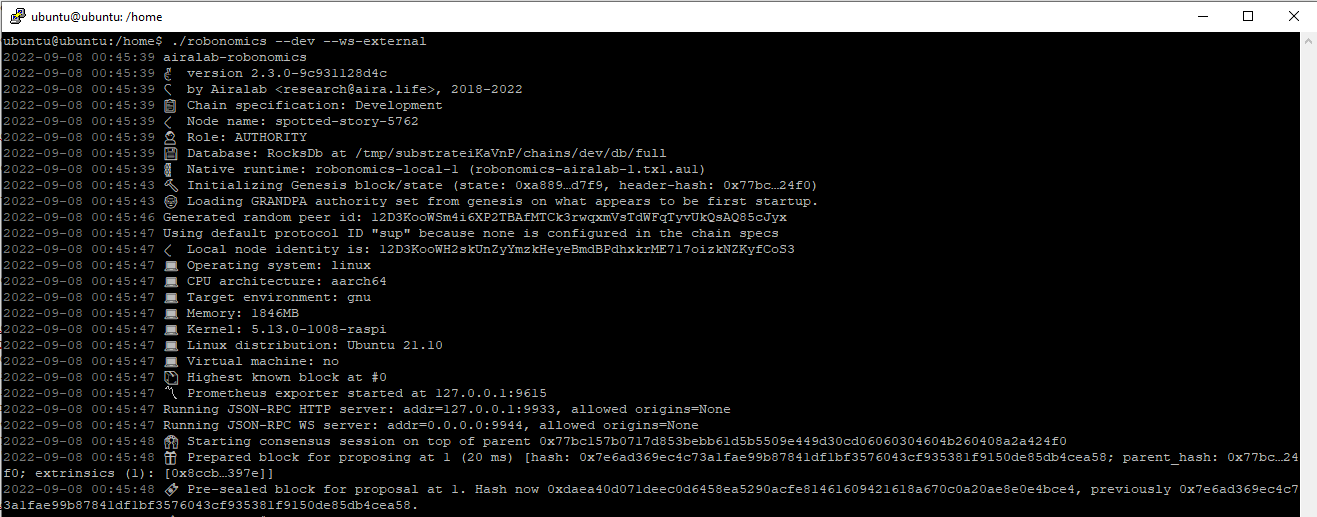 ubuntu@ubuntu: /home
ubuntu@ubuntu:/home$ ./robonomics --dev --ws-external
2022-09-08 00:45:39 airalab-robonomics
2022-09-08 00:45:39 version 2.3.0-9c931128d4c
2022-09-08 00:45:39 by Airalab <research@aira.life>, 2018-2022
2022-09-08 00:45:39 Chain specification: Development
2022-09-08 00:45:39 Node name: spotted-story-5762
2022-09-08 00:45:39 Role: AUTHORITY
2022-09-08 00:45:39 Database: RocksDb at /tmp/substrateiKaVnP/chains/dev/db/full
2022-09-08 00:45:39 Native runtime: robonomics-local-1 (robonomics-airalab-1.tx1.au1)
2022-09-08 00:45:43 Initializing Genesis block/state (state: 0xa889…d7f9, header-hash: 0x77bc…24f0)
2022-09-08 00:45:43 Loading GRANDPA authority set from genesis on what appears to be first startup.
2022-09-08 00:45:46 Generated random peer id: 12D3KooWSm4i6XP2TBAfMTCk3rwqxmVsTdWFqTyvUkQsAQ85cJyx
2022-09-08 00:45:47 Using default protocol ID "sup" because none is configured in the chain specs
2022-09-08 00:45:47 Local node identity is: 12D3KooWH2skUnZyYmzkHeyeBmdBPdhxkrME717oizkNZKyfCoS3
2022-09-08 00:45:47 Operating system: linux
2022-09-08 00:45:47 CPU architecture: aarch64
2022-09-08 00:45:47 Target environment: gnu
2022-09-08 00:45:47 Memory: 1846MB
2022-09-08 00:45:47 Kernel: 5.13.0-1008-raspi
2022-09-08 00:45:47 Linux distribution: Ubuntu 21.10
2022-09-08 00:45:47 Virtual machine: no
2022-09-08 00:45:47 Highest known block at #0
2022-09-08 00:45:47 Prometheus exporter started at 127.0.0.1:9615
2022-09-08 00:45:47 Running JSON-RPC HTTP server: addr=127.0.0.1:9933, allowed origins=None
2022-09-08 00:45:47 Running JSON-RPC WS server: addr=0.0.0.0:9944, allowed origins=None
2022-09-08 00:45:48 Starting consensus session on top of parent 0x77bc157b0717d853bebb61d5b5509e449d30cd06060304604b260408a2a424f0
2022-09-08 00:45:48 Prepared block for proposing at 1 (20 ms) [hash: 0x7e6ad369ec4c73a1fae99b87841df1bf3576043cf935381f9150de85db4cea58; parent_hash: 0x77bc…24
f0; extrinsics (1): [0x8ccb…397e]]
2022-09-08 00:45:48 Pre-sealed block for proposal at 1. Hash now 0xdaea40d071deec0d6458ea5290acfe81461609421618a670c0a20ae8e0e4bce4, previously 0x7e6ad369ec4c7
3a1fae99b87841df1bf3576043cf935381f9150de85db4cea58.